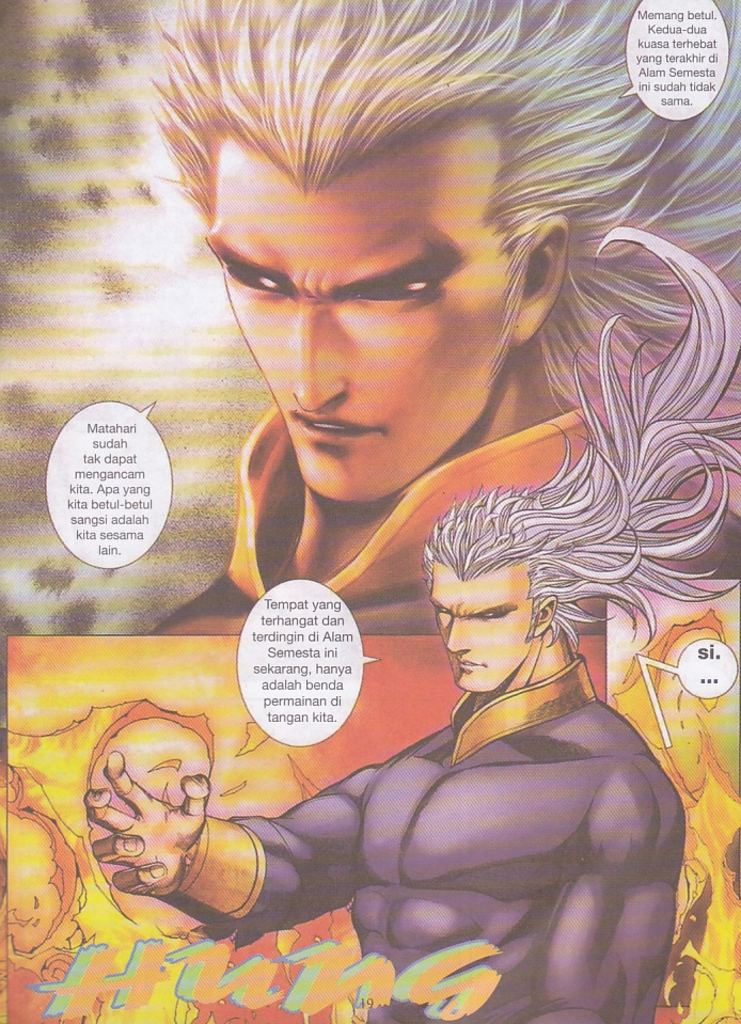 Memang betul.
Kedua-dua
kuasa terhebat
yang terakhir di
Alam Semesta
ini sudah tidak
sama.
Matahari
sudah
tak dapat
mengancam
kita. Apa yang
kita betul-betul
sangsi adalah
kita sesama
lain.
Tempat yang
terhangat dan
terdingin di Alam
Semesta ini
sekarang, hanya
adalah benda
permainan di
tangan kita.
si.
...
Hung
19